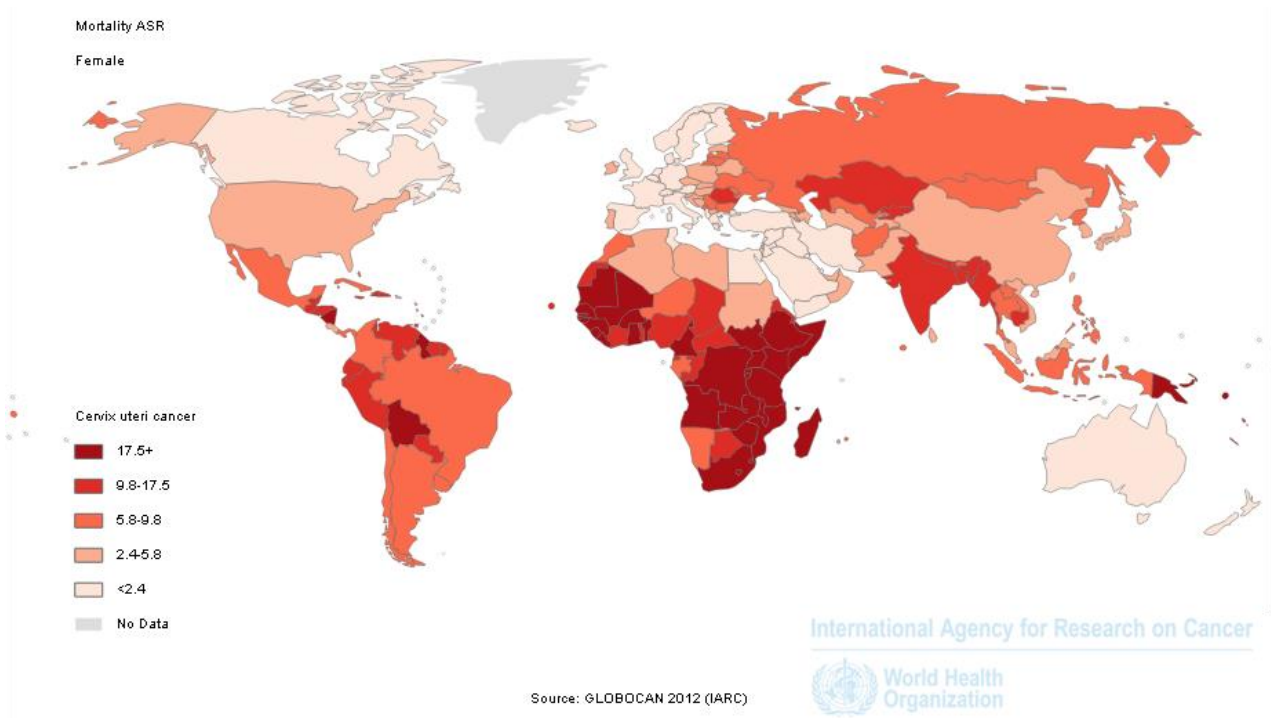 Mortality ASR
Female
Cervix uteri cancer
17.5+
9.8-17.5
5.8-9.8
2.4-5.8
<2.4
No Data
International Agency for Research on Cancer
World Health
Organization
Source: GLOBOCAN 2012 (IARC)